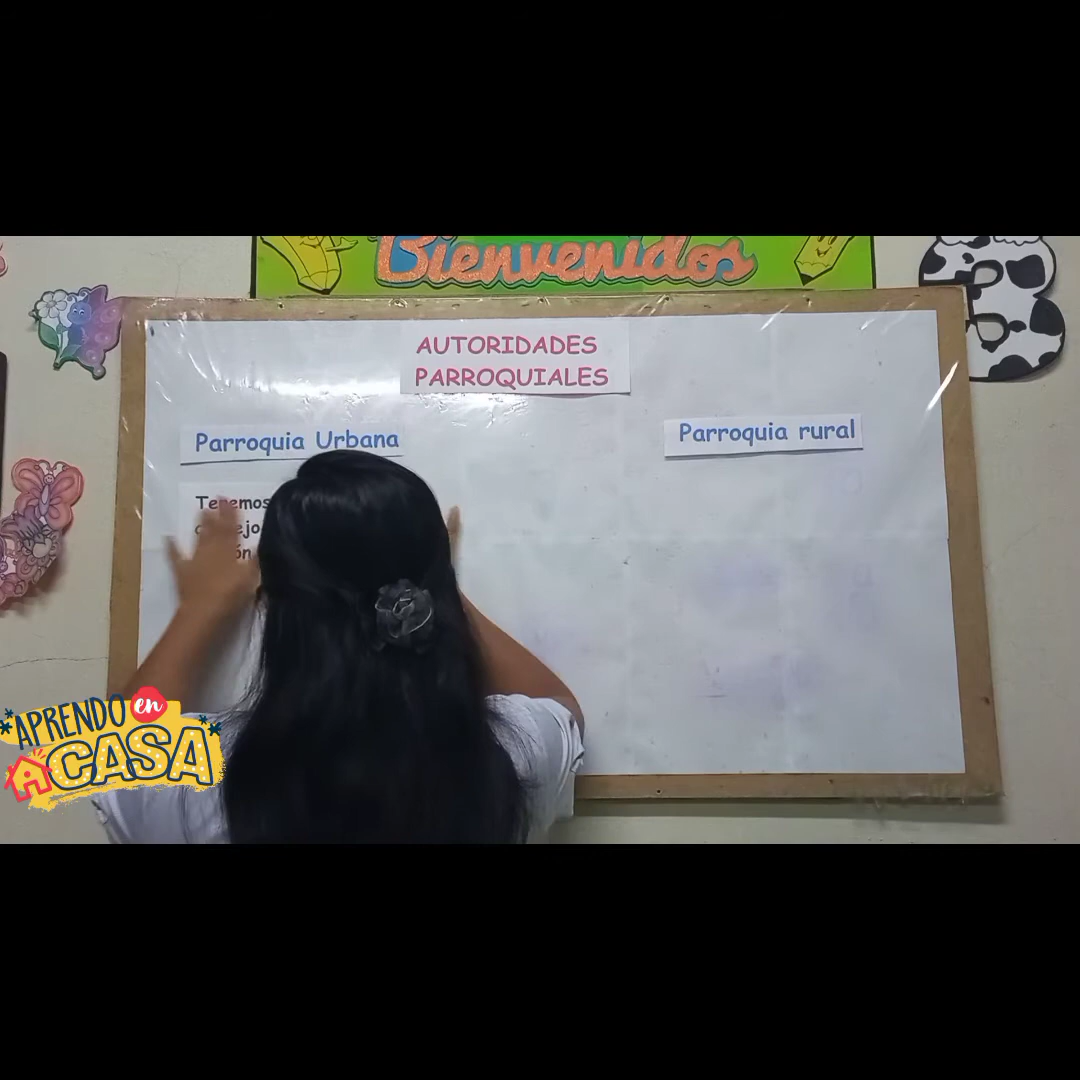 Bienvenidos
AUTORIDADES
PARROQUIALES
Parroquia Urbana
Parroquia rural
B
APRENDO en
CASA